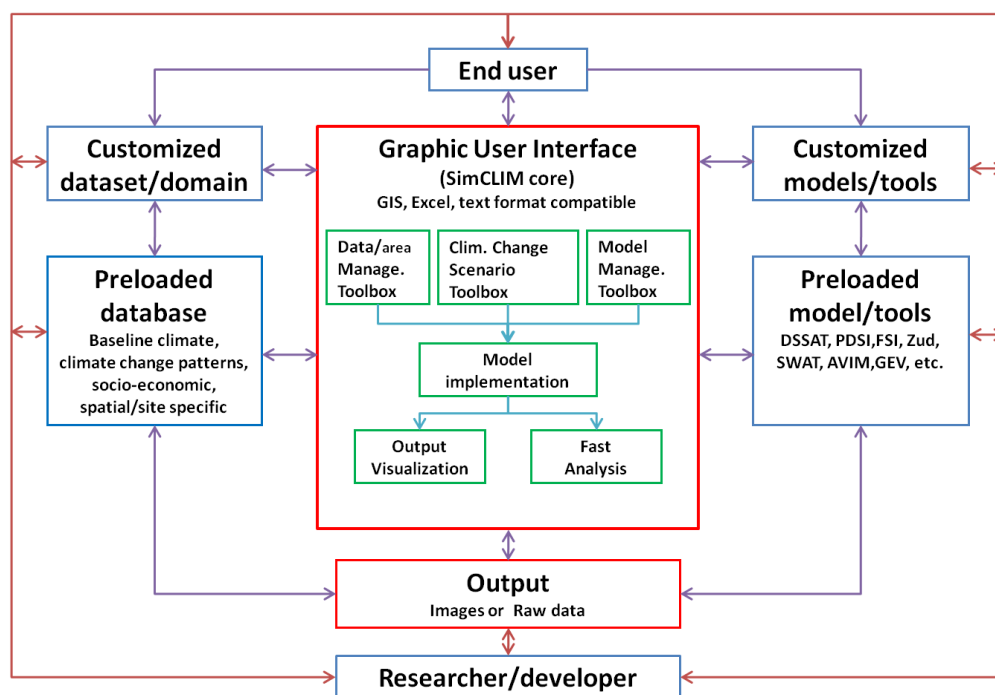 End user
Customized
dataset/domain
Graphic User Interface
(SimCLIM core)
GIS, Excel, text format compatible
Customized
models/tools
Data/area
Manage.
Toolbox
Clim. Change
Scenario
Toolbox
Model
Manage.
Toolbox
Preloaded
database
Baseline climate,
climate change patterns,
socio-economic,
spatial/site specific
Preloaded
model/tools
DSSAT, PDSI,FSI, Zud,
SWAT, AVIM,GEV, etc.
Model
implementation
Output
Visualization
Fast
Analysis
Output
Images or Raw data
Researcher/developer